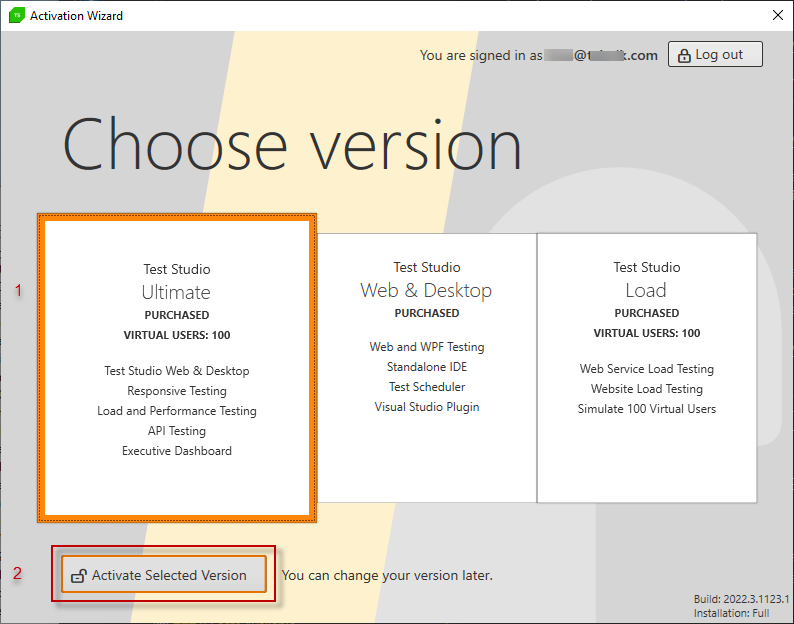 Activation Wizard
You are signed in as
Log out
Choose version
1
Test Studio
Ultimate
PURCHASED
VIRTUAL USERS: 100
Test Studio Web & Desktop
Responsive Testing
Load and Performance Testing
API Testing
Executive Dashboard
Test Studio
Web & Desktop
PURCHASED
Web and WPF Testing
Standalone IDE
Test Scheduler
Visual Studio Plugin
Test Studio
Load
PURCHASED
VIRTUAL USERS: 100
Web Service Load Testing
Website Load Testing
Simulate 100 Virtual Users
2
Activate Selected Version
You can change your version later.
Build: 2022.3.1123.1
Installation: Full